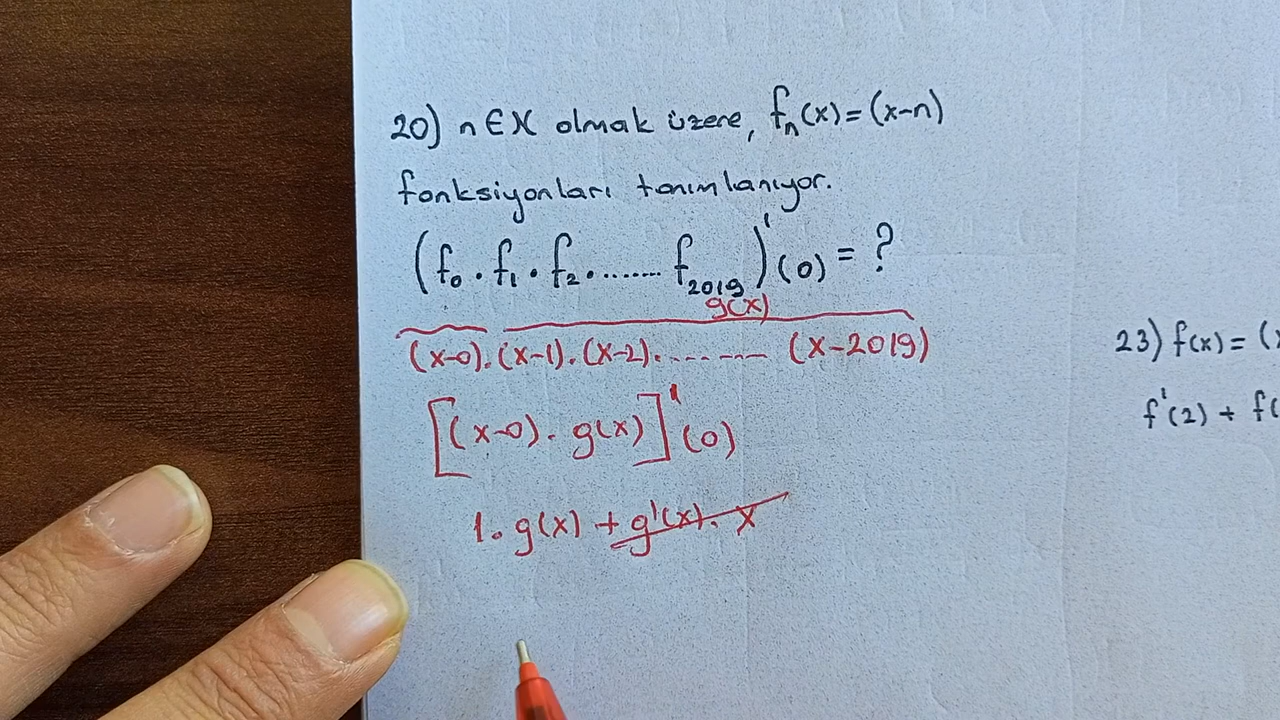 20) n ∈ N olmak üzere, fₙ(x) = (x-n)
fonksiyonları tanımlanıyor.
(f₀ . f₁ . f₂ ........ f₂₀₁₉)'(0) = ?
g(x)
(x-0).(x-1).(x-2)......... (x-2019)
[(x-0). g(x)]'(0)
1. g(x) + g'(x). x
23) f(x) = (
f'(2) + f(